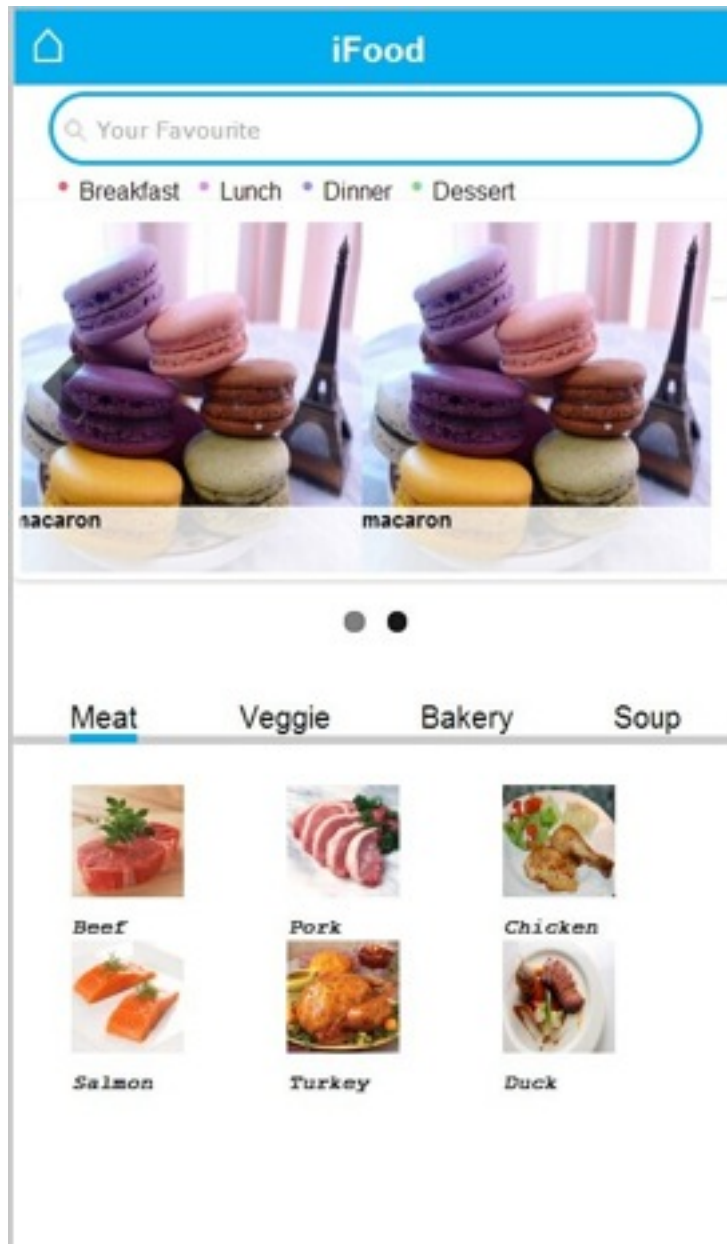 iFood
Your Favourite
Breakfast Lunch Dinner Dessert
macaron macaron
Meat Veggie Bakery Soup
Beef Pork Chicken
Salmon Turkey Duck